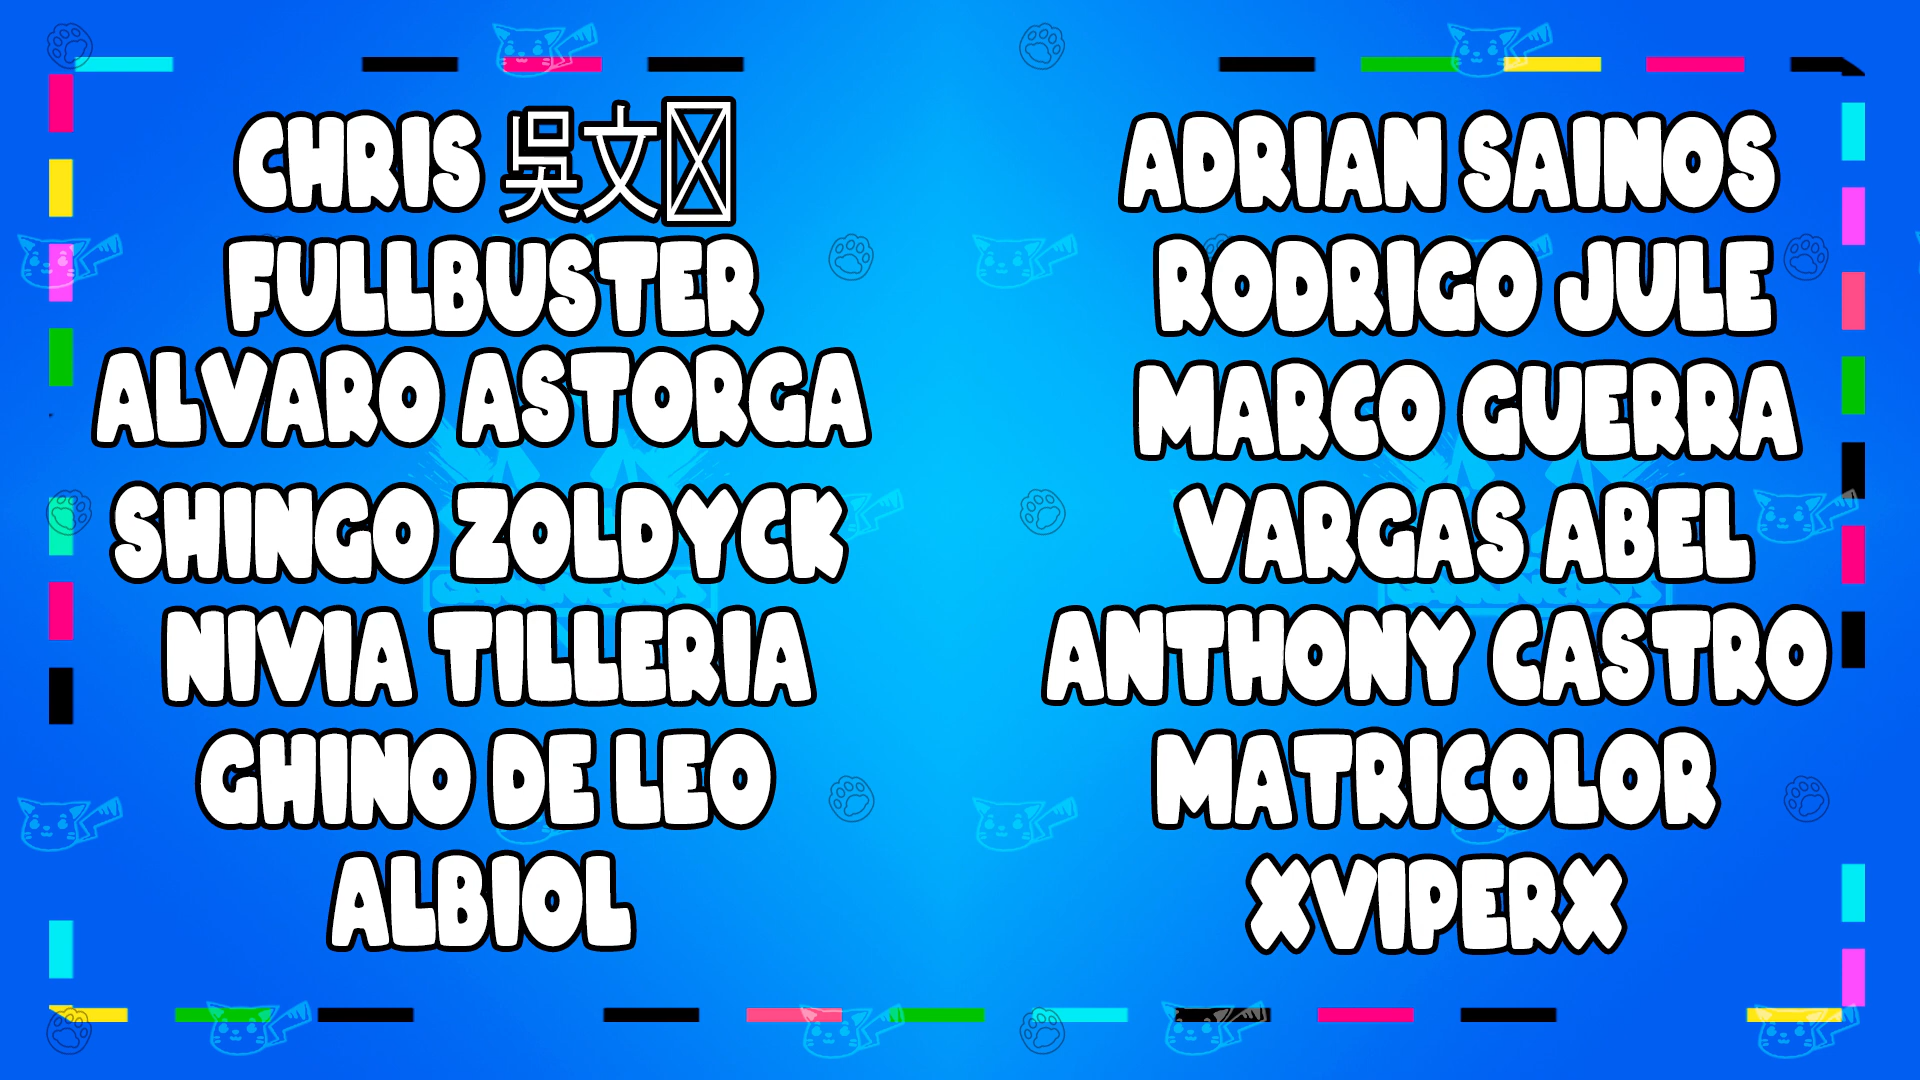 CHRIS 吳文
FULLBUSTER
ALVARO ASTORGA
SHINGO ZOLDYCK
NIVIA TILLERIA
GHINO DE LEO
ALBIOL
ADRIAN SAINOS
RODRIGO JULE
MARCO GUERRA
VARGAS ABEL
ANTHONY CASTRO
MATRICOLOR
XVIPERX